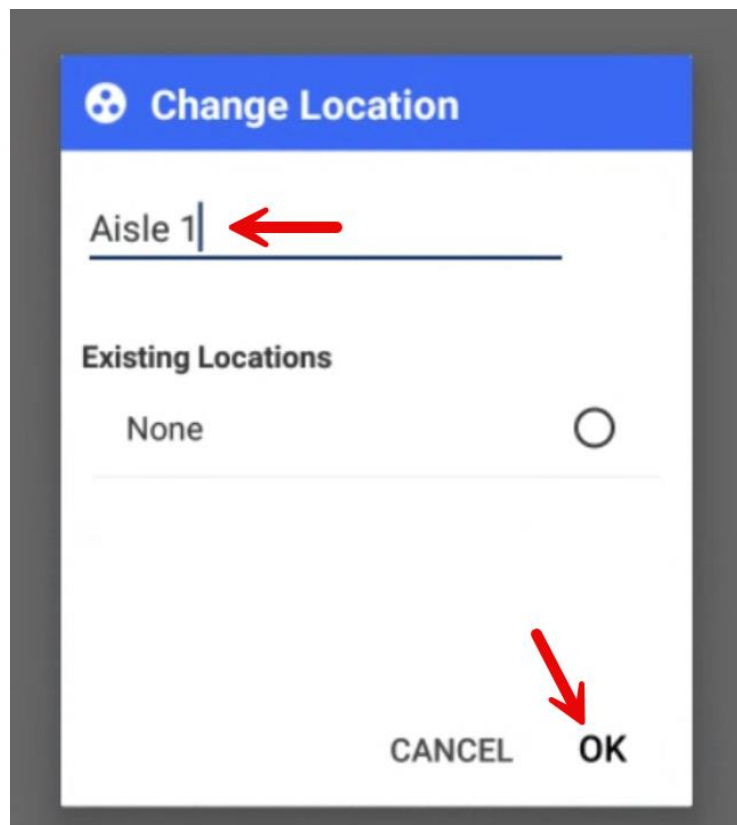 Change Location
Aisle 1
Existing Locations
None
CANCEL OK